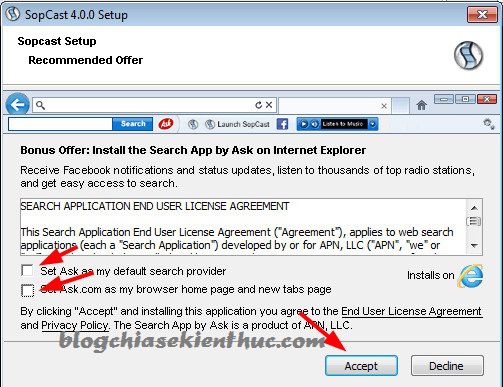 SopCast 4.0.0 Setup
Sopcast Setup
Recommended Offer
Search
Ask
Launch SopCast
Listen to Music
Bonus Offer: Install the Search App by Ask on Internet Explorer
Receive Facebook notifications and status updates, listen to thousands of top radio stations,
and get easy access to search.
SEARCH APPLICATION END USER LICENSE AGREEMENT
This Search Application End User License Agreement ("Agreement"), applies to web search
applications (each a "Search Application") developed by or for APN, LLC ("APN", "we" or
Set Ask as my default search provider
Set Ask.com as my browser home page and new tabs page
Installs on
By clicking "Accept" and installing this application you agree to the End User License Agreement
and Privacy Policy. The Search App by Ask is a product of APN, LLC.
blogchiasekienthuc.com
Accept
Decline